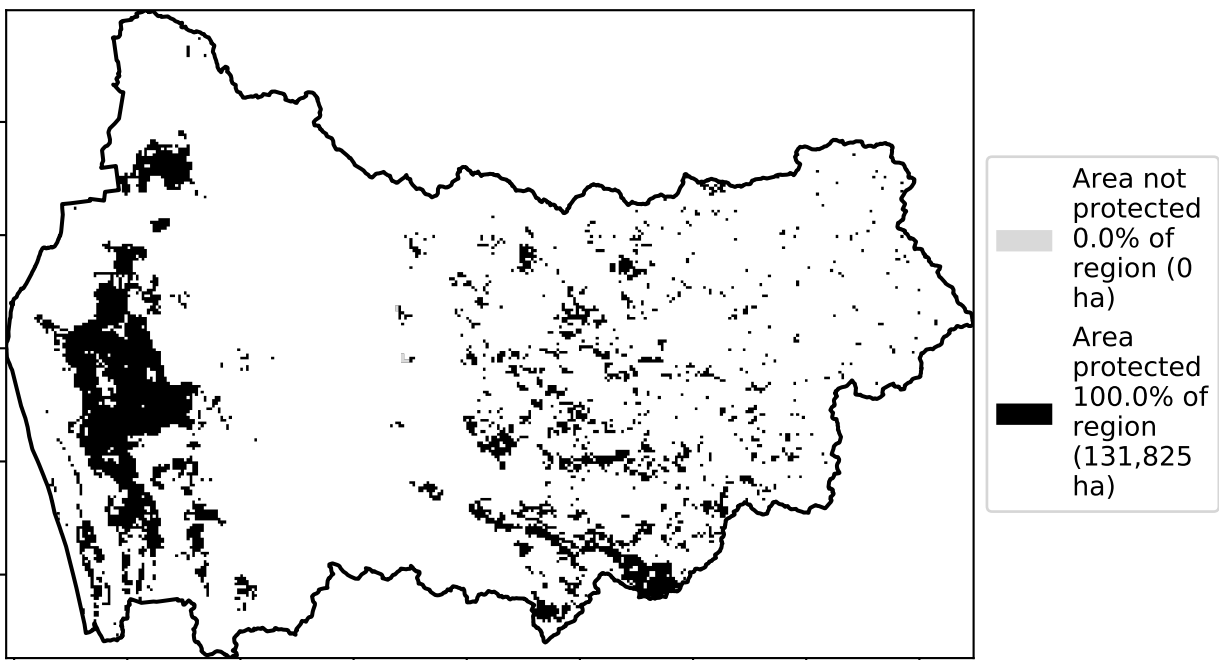 Area not
protected
0.0% of
region (0
ha)
Area
protected
100.0% of
region
(131,825
ha)